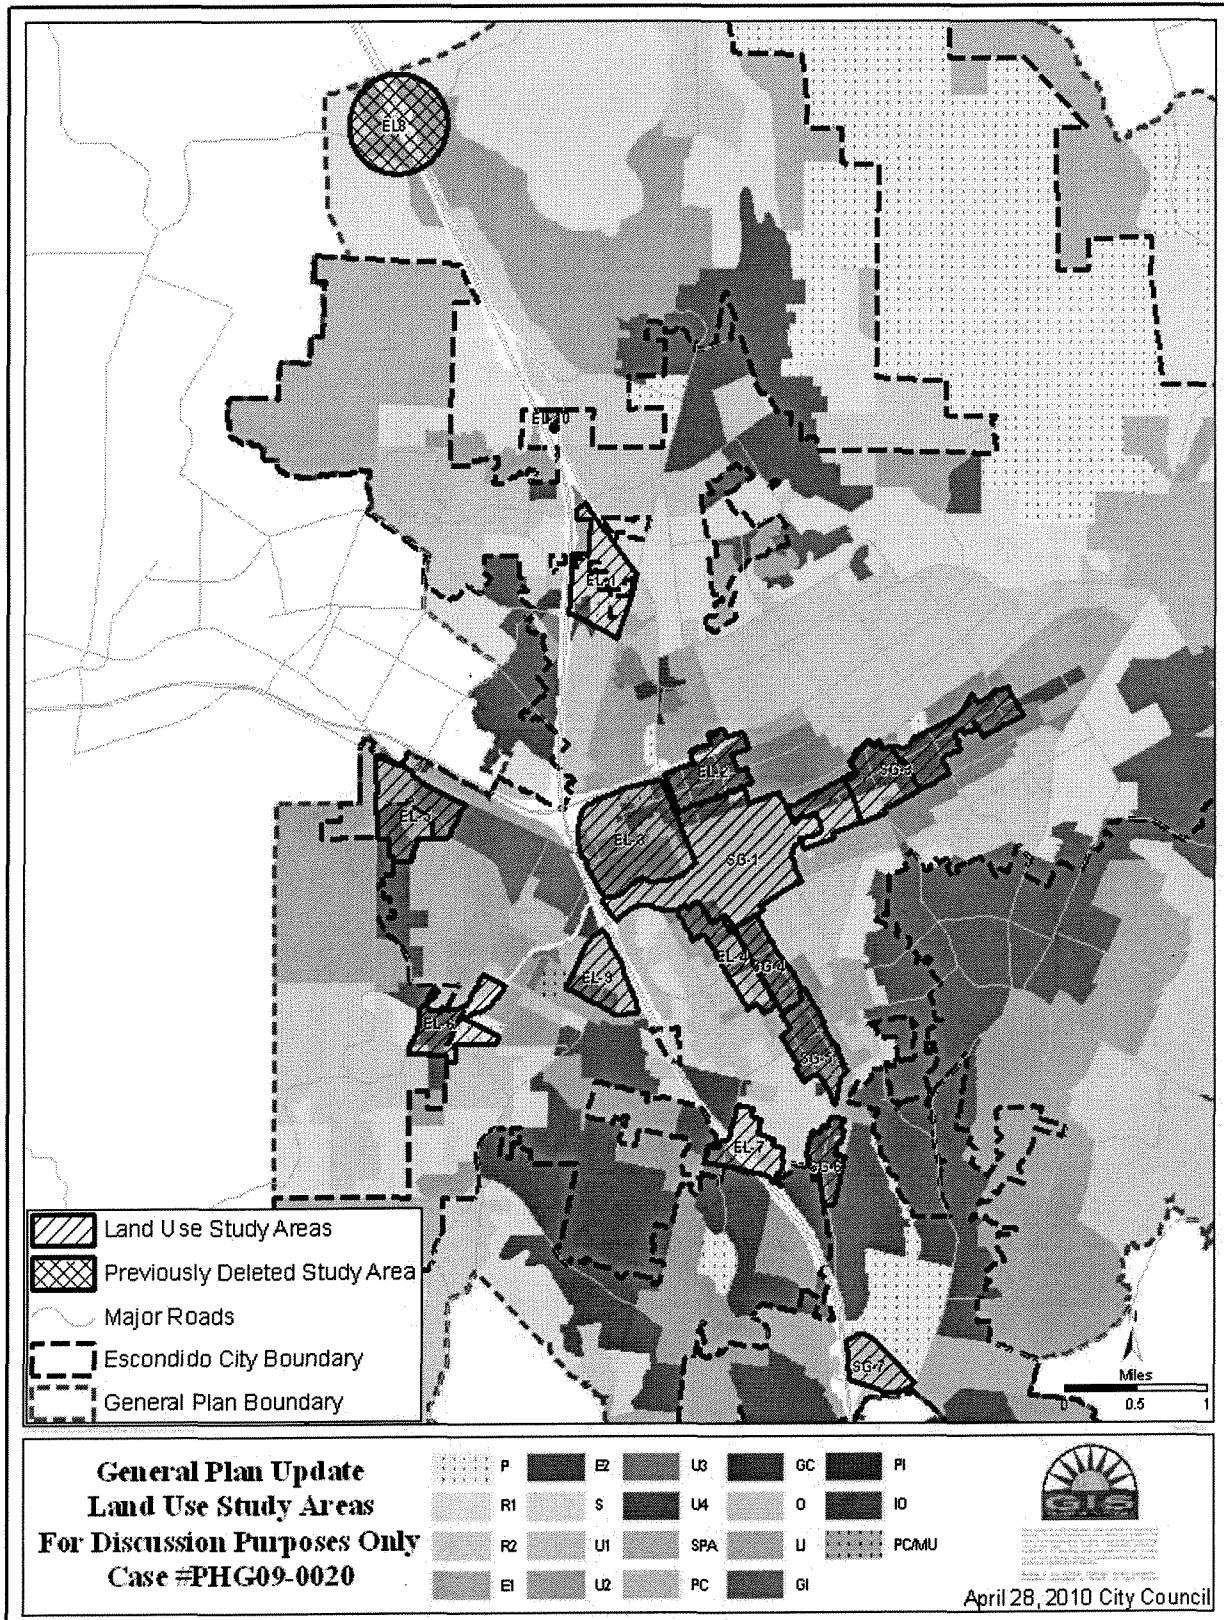 EL8
EL-1
EL-2
SG-3
EL-5
EL-3
SG-1
EL-4
SG-4
EL-9
EL-6
SG-5
EL-7
SG-6
SG-7
Land Use Study Areas
Previously Deleted Study Area
Major Roads
Escondido City Boundary
General Plan Boundary
Miles
0 0.5 1
General Plan Update
Land Use Study Areas
For Discussion Purposes Only
Case #PHG09-0020
P E2 U3 GC PI
R1 S U4 O IO
R2 U1 SPA LI PC/MU
E1 U2 PC GI
GIS
April 28, 2010 City Council